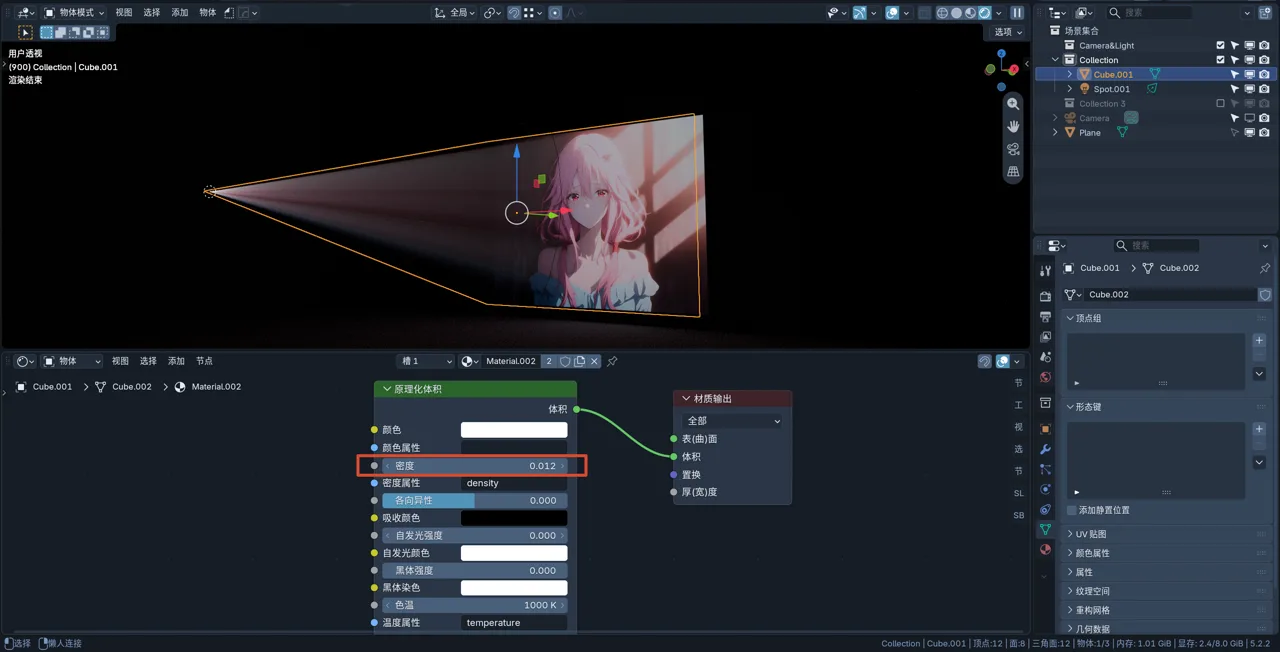 物体模式 视图 选择 添加 物体 全局 搜索
选项
用户透视
(900) Collection | Cube.001
渲染结束
场景集合
Camera&Light
Collection
Cube.001
Spot.001
Collection 3
Camera
Plane
搜索
Cube.001 Cube.002
Cube.002
顶点组
形态键
添加静置位置
UV 贴图
颜色属性
属性
纹理空间
重构网格
几何数据
物体 视图 选择 添加 节点 槽 1 Material.002 2
Cube.001 Cube.002 Material.002
原理化体积
体积
颜色
颜色属性
密度 0.012
密度属性 density
各向异性 0.000
吸收颜色
自发光强度 0.000
自发光颜色
黑体强度 0.000
黑体染色
色温 1000 K
温度属性 temperature
材质输出
全部
表(曲)面
体积
置换
厚(宽)度
节
工
视
选
节
SL
SB
选择 懒人连接
Collection | Cube.001 | 顶点:12 | 面:8 | 三角面:12 | 物体:1/3 | 内存: 1.01 GiB | 显存: 2.4/8.0 GiB | 5.2.2